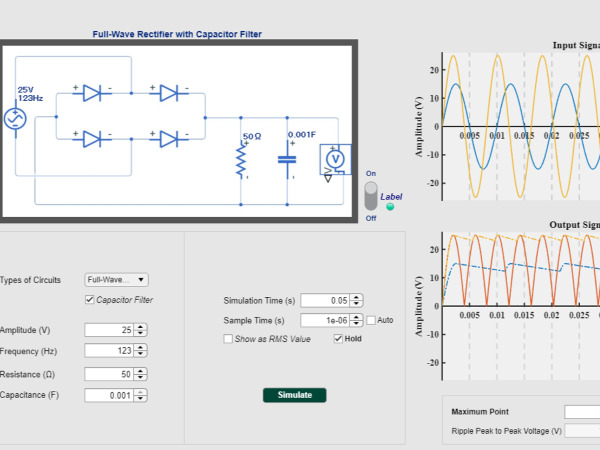 Full-Wave Rectifier with Capacitor Filter
25V
123Hz
+ - + -
+ - + -
50Ω
0.001F
+ +
V
On
Label
Off
Input Signa
Amplitude (V)
20
10
0
-10
-20
0.005 0.01 0.015 0.02 0.025
Output Sign
Amplitude (V)
20
10
0
-10
-20
0.005 0.01 0.015 0.02 0.025
Types of Circuits Full-Wave...
Capacitor Filter
Amplitude (V) 25
Frequency (Hz) 123
Resistance (Ω) 50
Capacitance (F) 0.001
Simulation Time (s) 0.05
Sample Time (s) 1e-06 Auto
Show as RMS Value Hold
Simulate
Maximum Point
Ripple Peak to Peak Voltage (V)